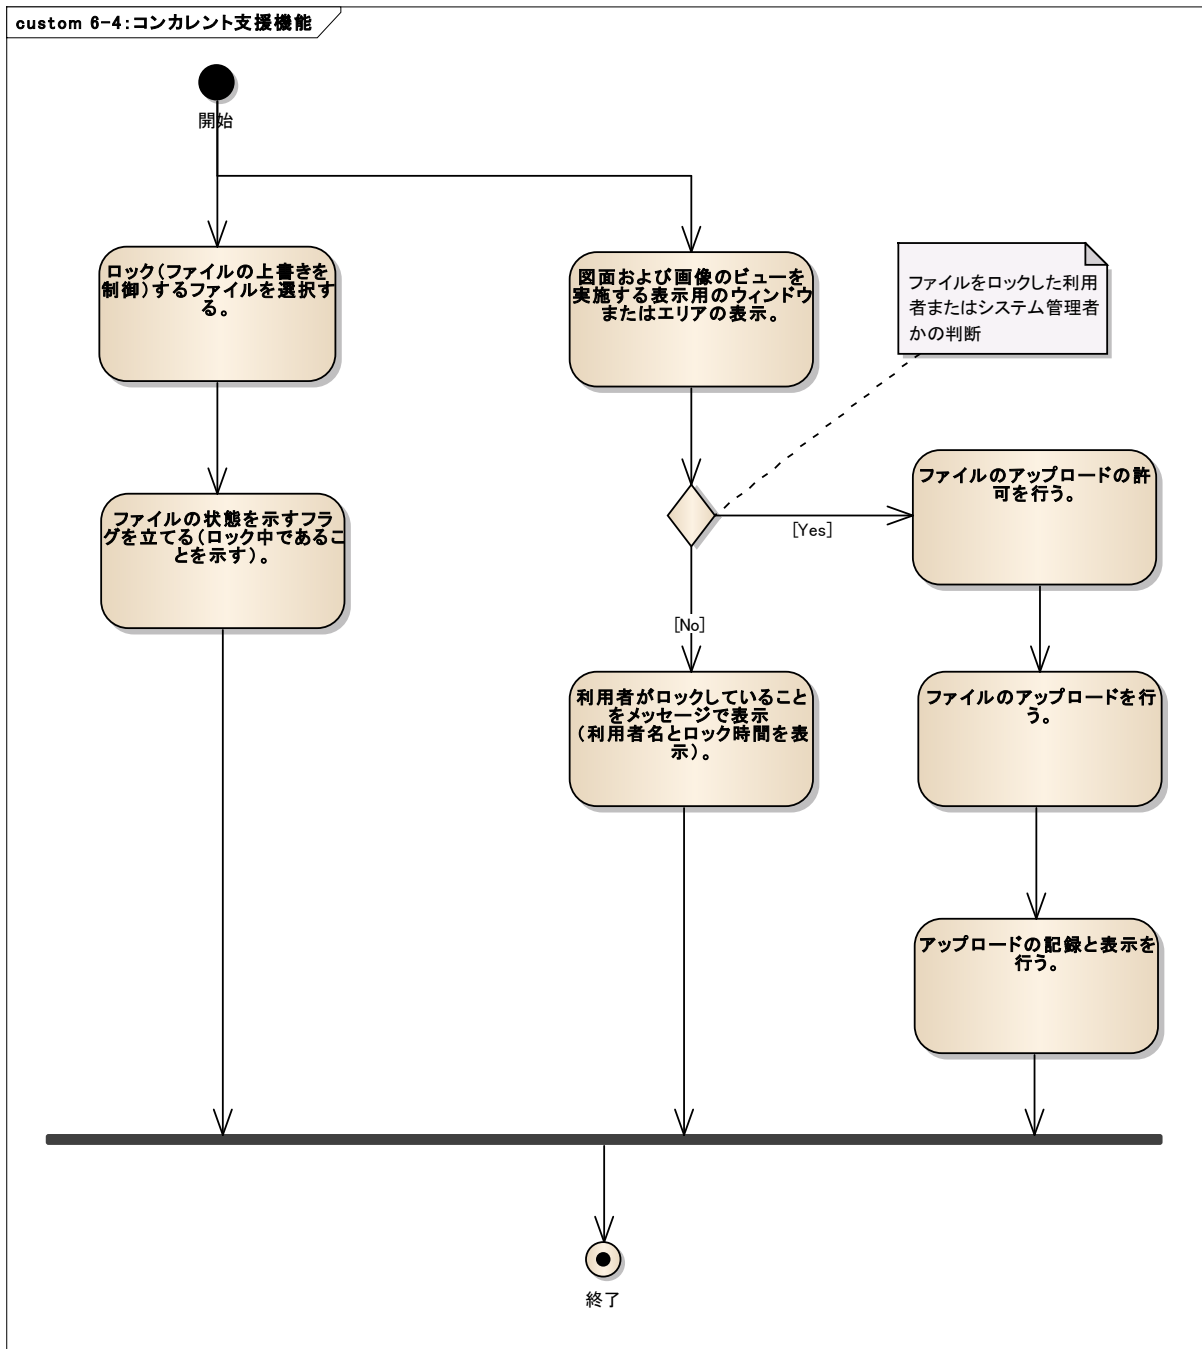 custom 6-4:コンカレント支援機能
開始
ロック(ファイルの上書きを
制御)するファイルを選択す
る。
図面および画像のビューを
実施する表示用のウィンドウ
またはエリアの表示。
ファイルをロックした利用
者またはシステム管理者
かの判断
ファイルの状態を示すフラ
グを立てる(ロック中であるこ
とを示す)。
ファイルのアップロードの許
可を行う。
[Yes]
[No]
利用者がロックしていること
をメッセージで表示
(利用者名とロック時間を表
示)。
ファイルのアップロードを行
う。
アップロードの記録と表示を
行う。
終了